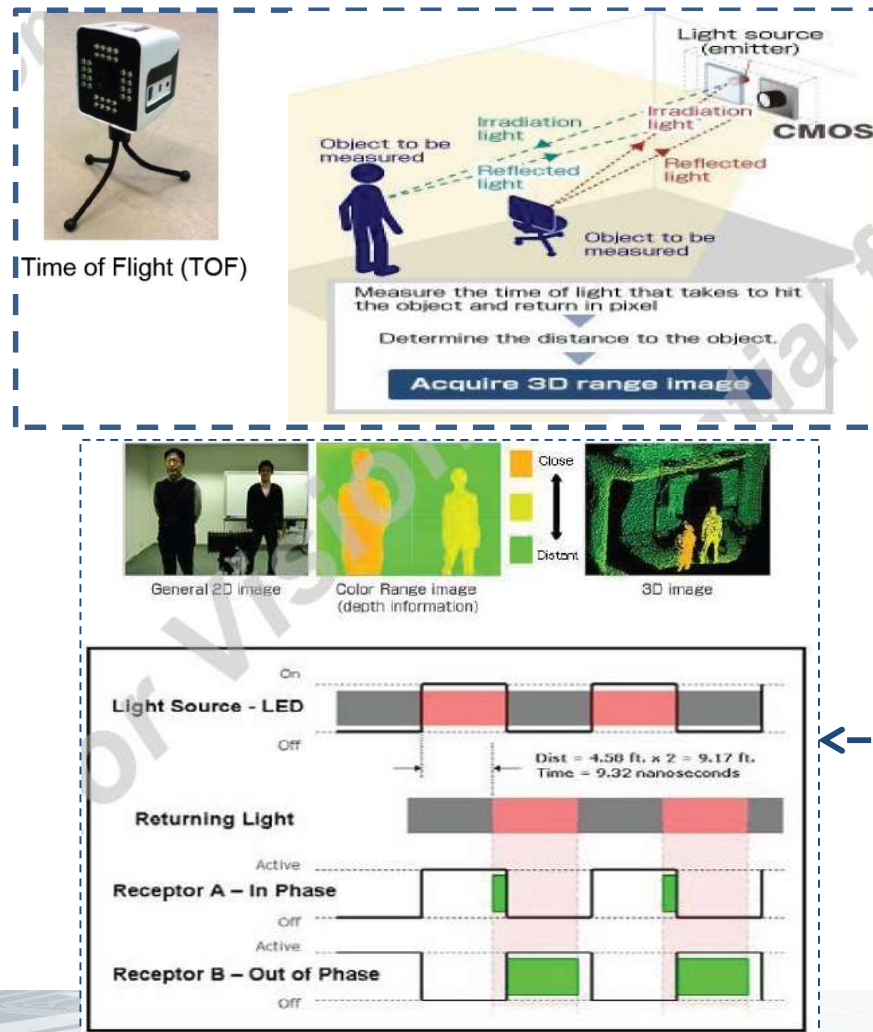 Light source
(emitter)
Irradiation
light
Irradiation
light
CMOS
Object to be
measured
Reflected
light
Reflected
light
Object to be
measured
Time of Flight (TOF)
Measure the time of light that takes to hit
the object and return in pixel
Determine the distance to the object.
Acquire 3D range image
Close
Distant
General 2D image
Color Range image
(depth information)
3D image
On
Light Source - LED
Off
Dist = 4.58 ft. x 2 = 9.17 ft.
Time = 9.32 nanoseconds
Returning Light
Active
Receptor A – In Phase
Off
Active
Receptor B – Out of Phase
Off
or Vision